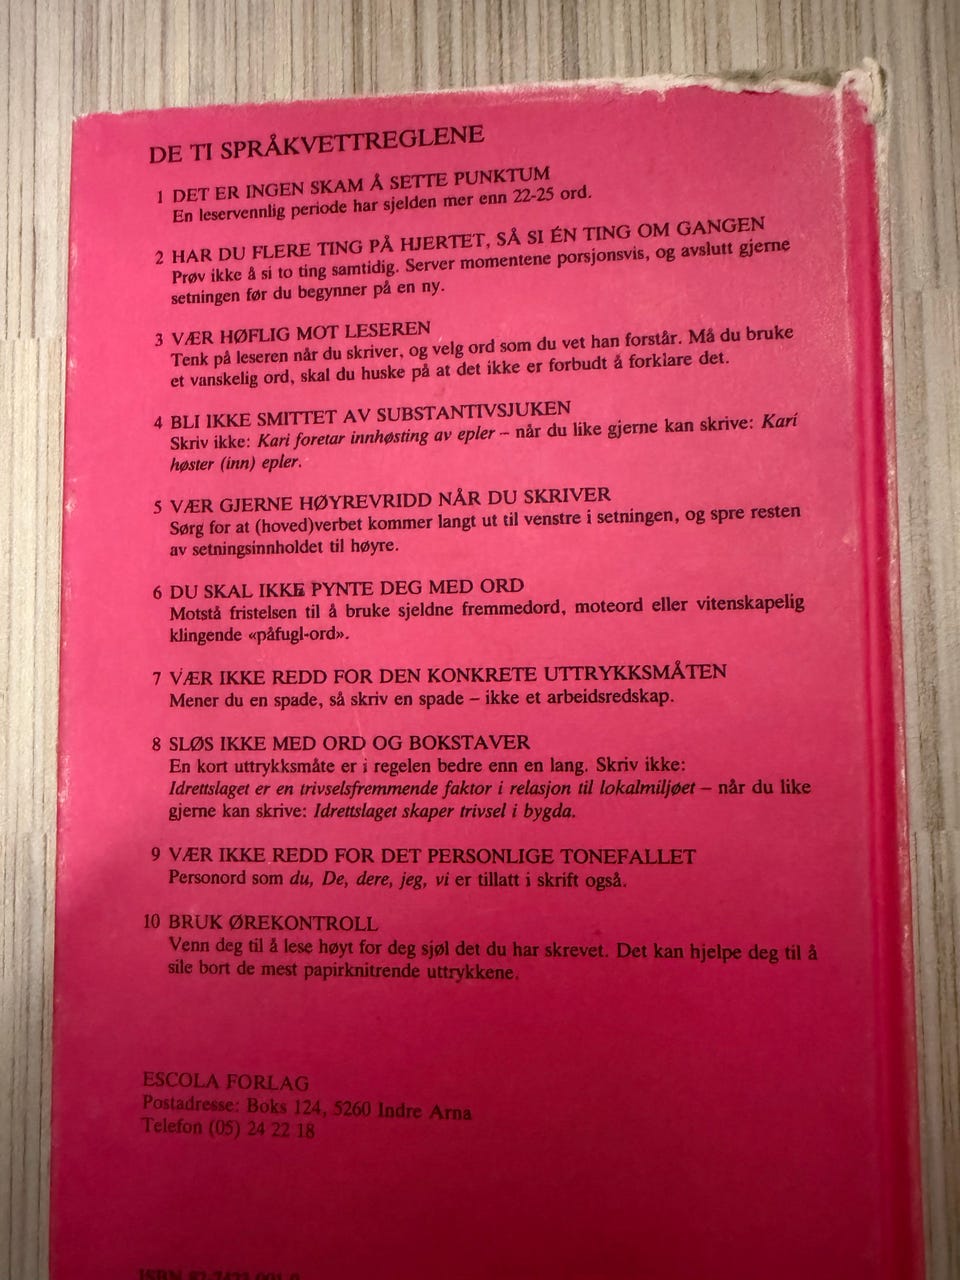 DE TI SPRÅKVETTREGLENE
1 DET ER INGEN SKAM Å SETTE PUNKTUM
En leservennlig periode har sjelden mer enn 22-25 ord.
2 HAR DU FLERE TING PÅ HJERTET, SÅ SI ÉN TING OM GANGEN
Prøv ikke å si to ting samtidig. Server momentene porsjonsvis, og avslutt gjerne
setningen før du begynner på en ny.
3 VÆR HØFLIG MOT LESEREN
Tenk på leseren når du skriver, og velg ord som du vet han forstår. Må du bruke
et vanskelig ord, skal du huske på at det ikke er forbudt å forklare det.
4 BLI IKKE SMITTET AV SUBSTANTIVSJUKEN
Skriv ikke: Kari foretar innhøsting av epler – når du like gjerne kan skrive: Kari
høster (inn) epler.
5 VÆR GJERNE HØYREVRIDD NÅR DU SKRIVER
Sørg for at (hoved)verbet kommer langt ut til venstre i setningen, og spre resten
av setningsinnholdet til høyre.
6 DU SKAL IKKE PYNTE DEG MED ORD
Motstå fristelsen til å bruke sjeldne fremmedord, moteord eller vitenskapelig
klingende «påfugl-ord».
7 VÆR IKKE REDD FOR DEN KONKRETE UTTRYKKSMÅTEN
Mener du en spade, så skriv en spade – ikke et arbeidsredskap.
8 SLØS IKKE MED ORD OG BOKSTAVER
En kort uttrykksmåte er i regelen bedre enn en lang. Skriv ikke:
Idrettslaget er en trivselsfremmende faktor i relasjon til lokalmiljøet – når du like
gjerne kan skrive: Idrettslaget skaper trivsel i bygda.
9 VÆR IKKE REDD FOR DET PERSONLIGE TONEFALLET
Personord som du, De, dere, jeg, vi er tillatt i skrift også.
10 BRUK ØREKONTROLL
Venn deg til å lese høyt for deg sjøl det du har skrevet. Det kan hjelpe deg til å
sile bort de mest papirknitrende uttrykkene.
ESCOLA FORLAG
Postadresse: Boks 124, 5260 Indre Arna
Telefon (05) 24 22 18
ISBN